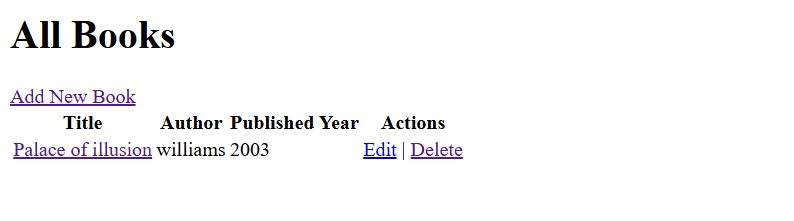 All Books
Add New Book
Title Author Published Year Actions
Palace of illusion williams 2003 Edit | Delete